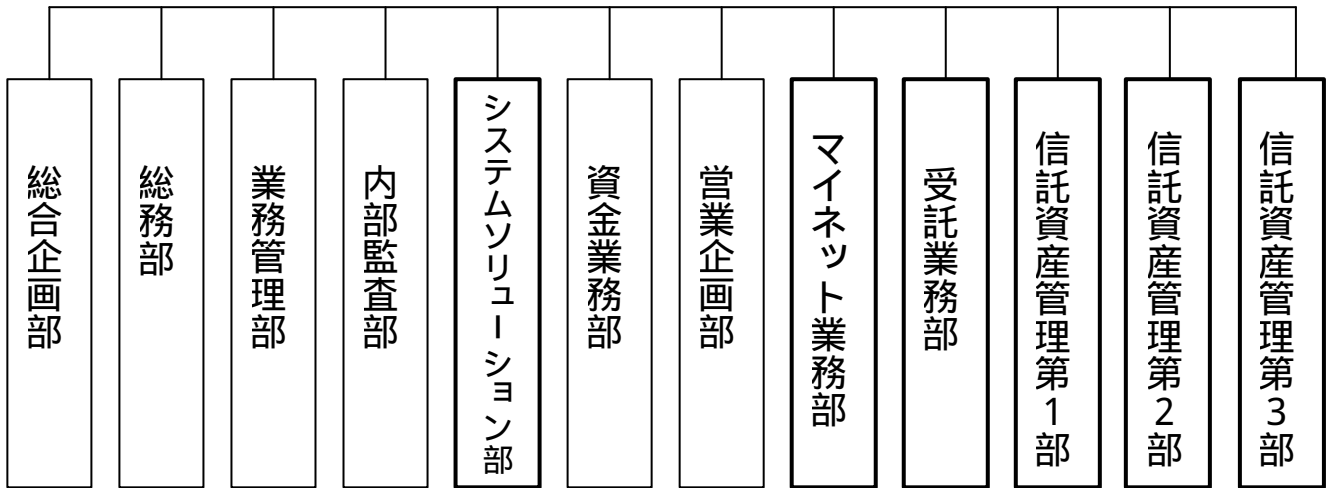 総合企画部
総務部
業務管理部
内部監査部
システムソリューション部
資金業務部
営業企画部
マイネット業務部
受託業務部
信託資産管理第1部
信託資産管理第2部
信託資産管理第3部